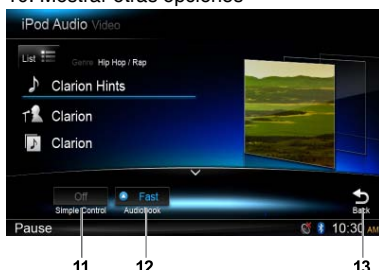 10. Mostrar otras opciones
iPod Audio Video
List Genre Hip Hop / Rap
Clarion Hints
Clarion
Clarion
Off Fast
Simple Control Audiobook Back
Pause 10:30 AM
11 12 13